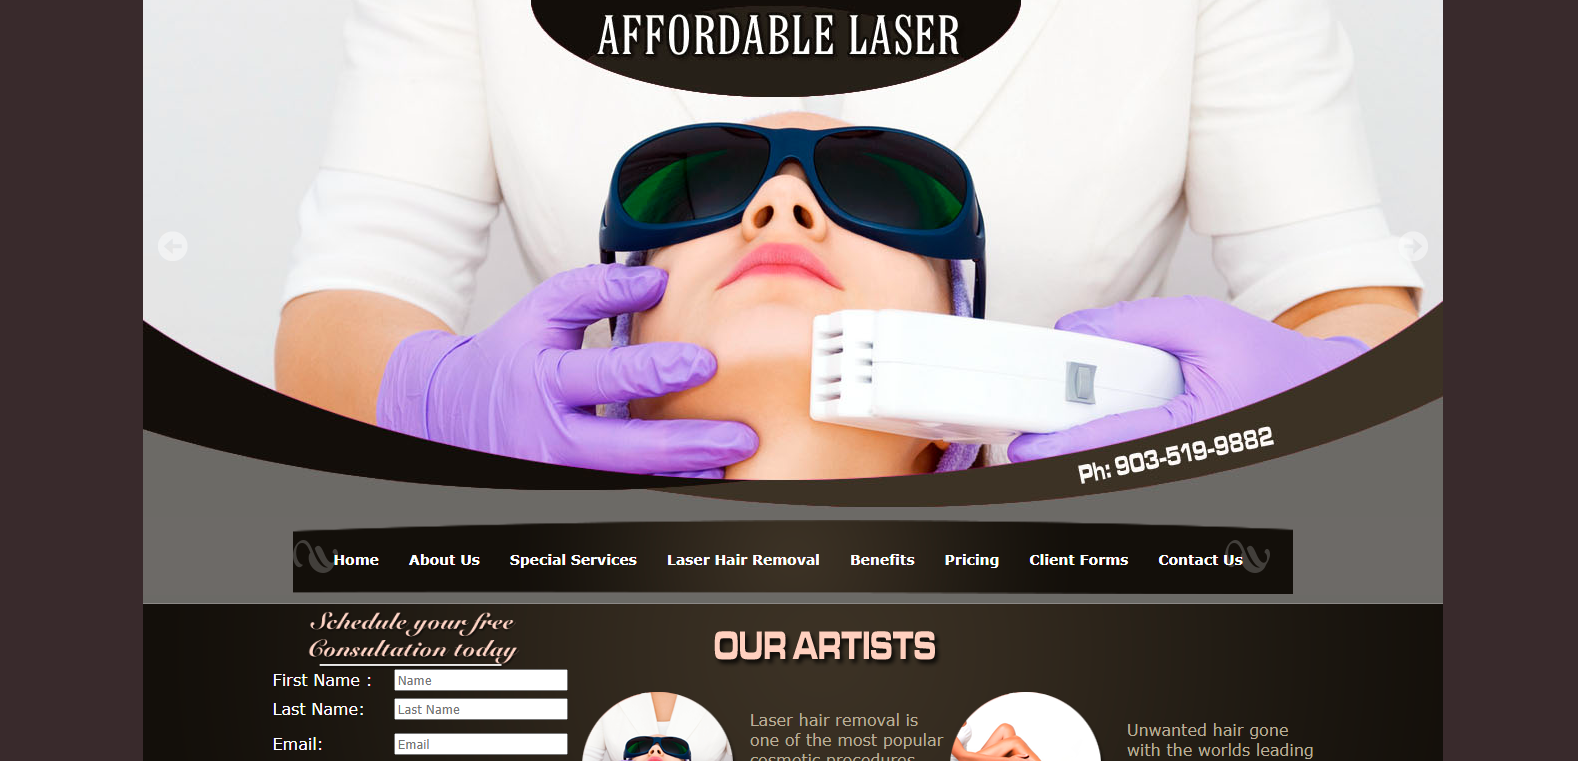 AFFORDABLE LASER
Ph: 903-519-9882
Home About Us Special Services Laser Hair Removal Benefits Pricing Client Forms Contact Us
Schedule your free
Consultation today
First Name : Name
Last Name: Last Name
Email: Email
OUR ARTISTS
Laser hair removal is
one of the most popular
cosmetic procedures
Unwanted hair gone
with the worlds leading